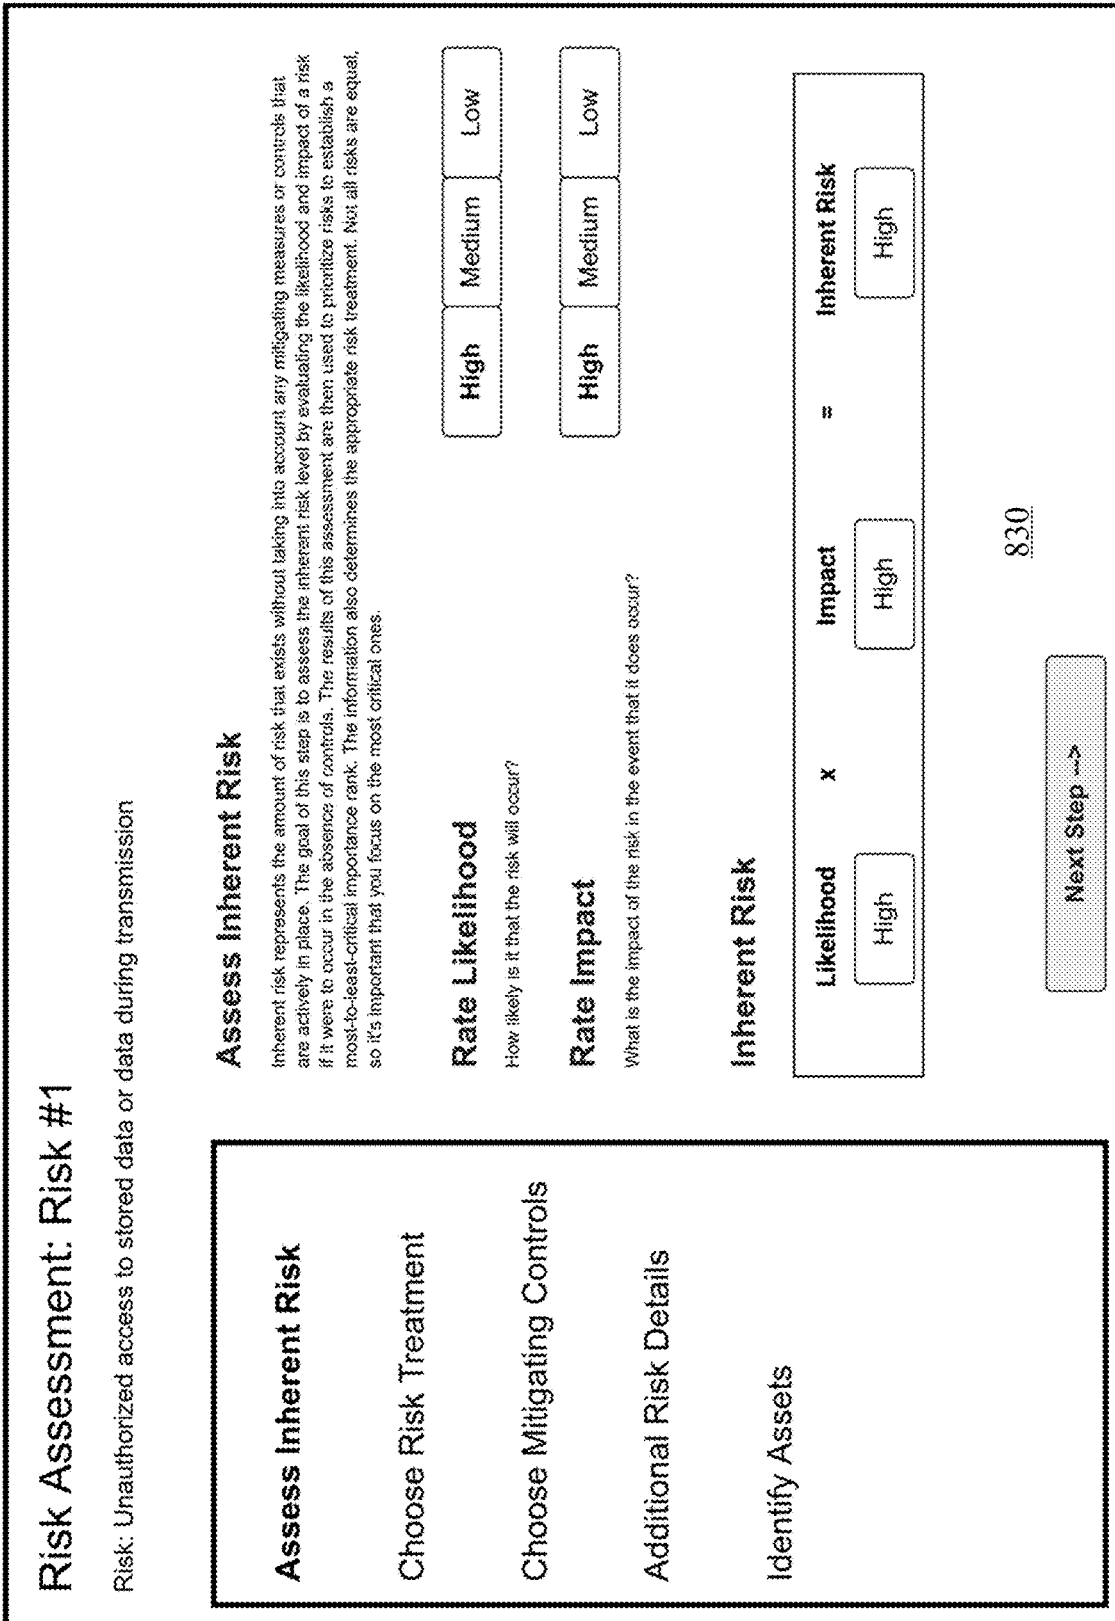 Risk Assessment: Risk #1
Risk: Unauthorized access to stored data or data during transmission
Assess Inherent Risk
Choose Risk Treatment
Choose Mitigating Controls
Additional Risk Details
Identify Assets
Assess Inherent Risk
Inherent risk represents the amount of risk that exists without taking into account any mitigating measures or controls that
are actively in place. The goal of this step is to assess the inherent risk level by evaluating the likelihood and impact of a risk
if it were to occur in the absence of controls. The results of this assessment are then used to prioritize risks to establish a
most-to-least-critical importance rank. The information also determines the appropriate risk treatment. Not all risks are equal,
so it's important that you focus on the most critical ones.
Rate Likelihood
High Medium Low
How likely is it that the risk will occur?
Rate Impact
High Medium Low
What is the impact of the risk in the event that it does occur?
Inherent Risk
Likelihood x Impact = Inherent Risk
High High High
830
Next Step -->